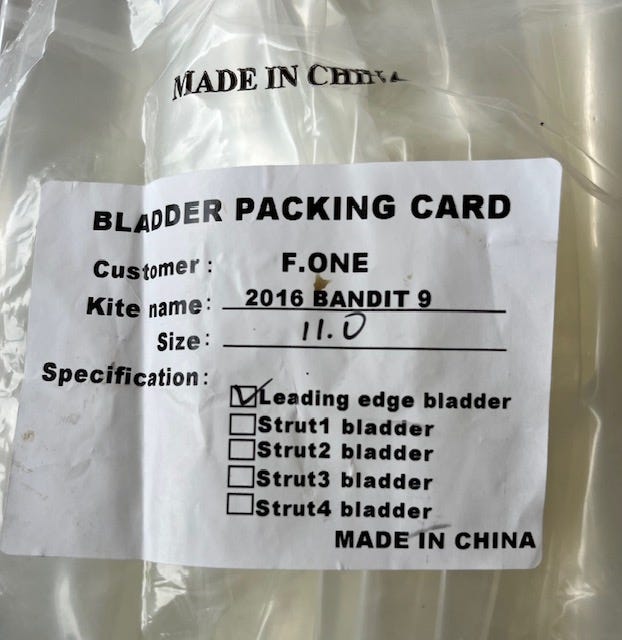 MADE IN CHINA
BLADDER PACKING CARD
Customer: F.ONE
Kite name: 2016 BANDIT 9
Size: 11.0
Specification:
Leading edge bladder
Strut1 bladder
Strut2 bladder
Strut3 bladder
Strut4 bladder
MADE IN CHINA